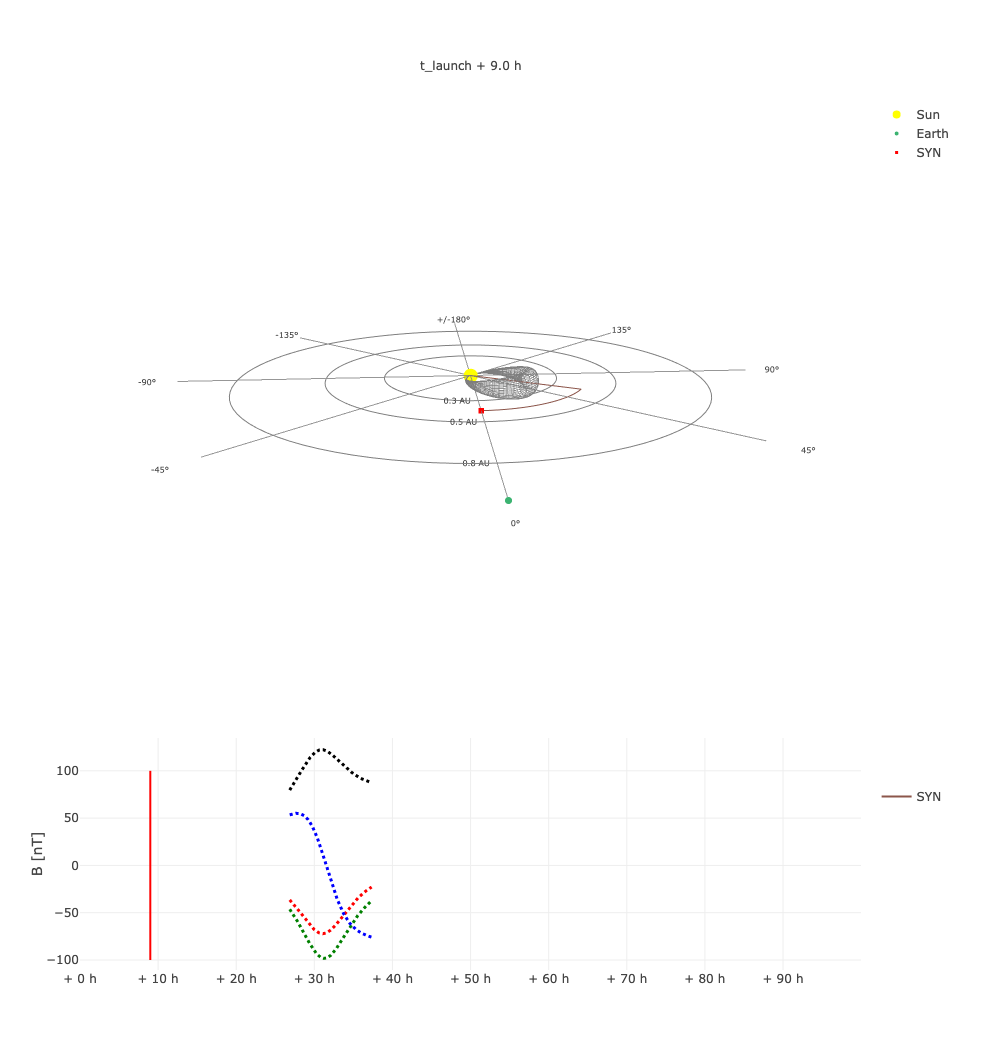 t_launch + 9.0 h
Sun
Earth
SYN
+/-180°
-135°
135°
-90°
90°
0.3 AU
0.5 AU
-45°
45°
0.8 AU
0°
B [nT]
100
50
0
−50
−100
SYN
+ 0 h
+ 10 h
+ 20 h
+ 30 h
+ 40 h
+ 50 h
+ 60 h
+ 70 h
+ 80 h
+ 90 h